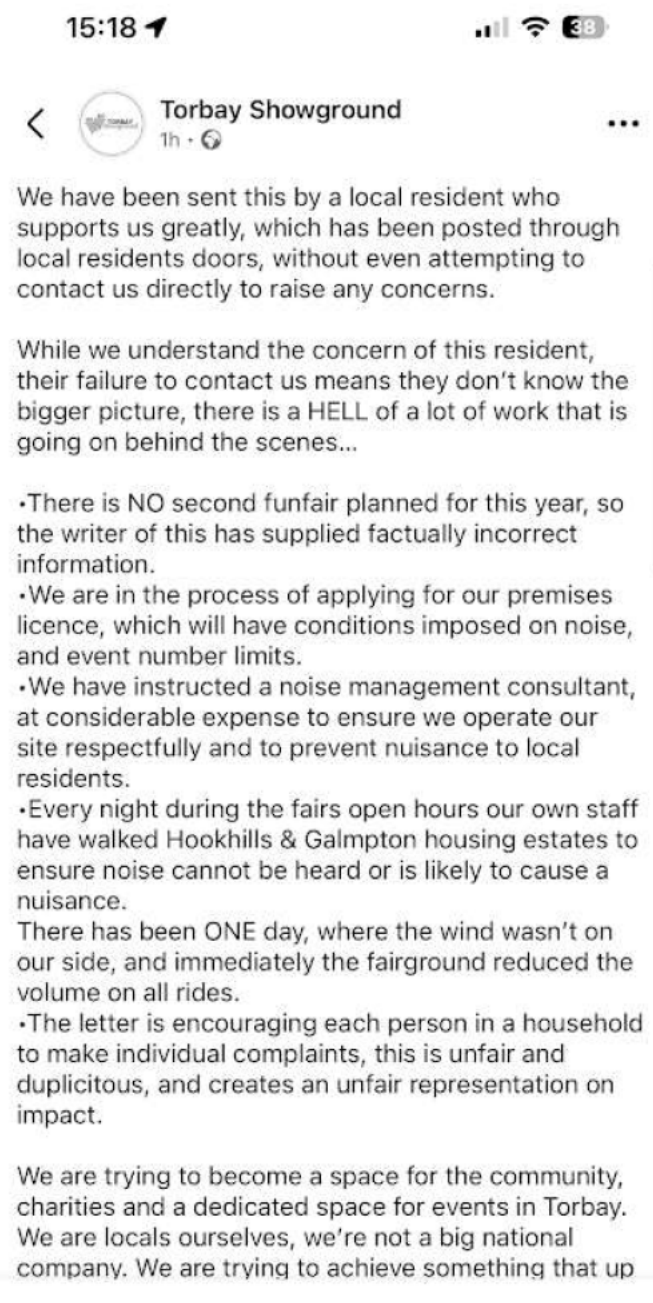 15:18
38
Torbay Showground
1h ·
We have been sent this by a local resident who
supports us greatly, which has been posted through
local residents doors, without even attempting to
contact us directly to raise any concerns.
While we understand the concern of this resident,
their failure to contact us means they don't know the
bigger picture, there is a HELL of a lot of work that is
going on behind the scenes...
•There is NO second funfair planned for this year, so
the writer of this has supplied factually incorrect
information.
•We are in the process of applying for our premises
licence, which will have conditions imposed on noise,
and event number limits.
•We have instructed a noise management consultant,
at considerable expense to ensure we operate our
site respectfully and to prevent nuisance to local
residents.
•Every night during the fairs open hours our own staff
have walked Hookhills & Galmpton housing estates to
ensure noise cannot be heard or is likely to cause a
nuisance.
There has been ONE day, where the wind wasn't on
our side, and immediately the fairground reduced the
volume on all rides.
•The letter is encouraging each person in a household
to make individual complaints, this is unfair and
duplicitous, and creates an unfair representation on
impact.
We are trying to become a space for the community,
charities and a dedicated space for events in Torbay.
We are locals ourselves, we're not a big national
company. We are trying to achieve something that up